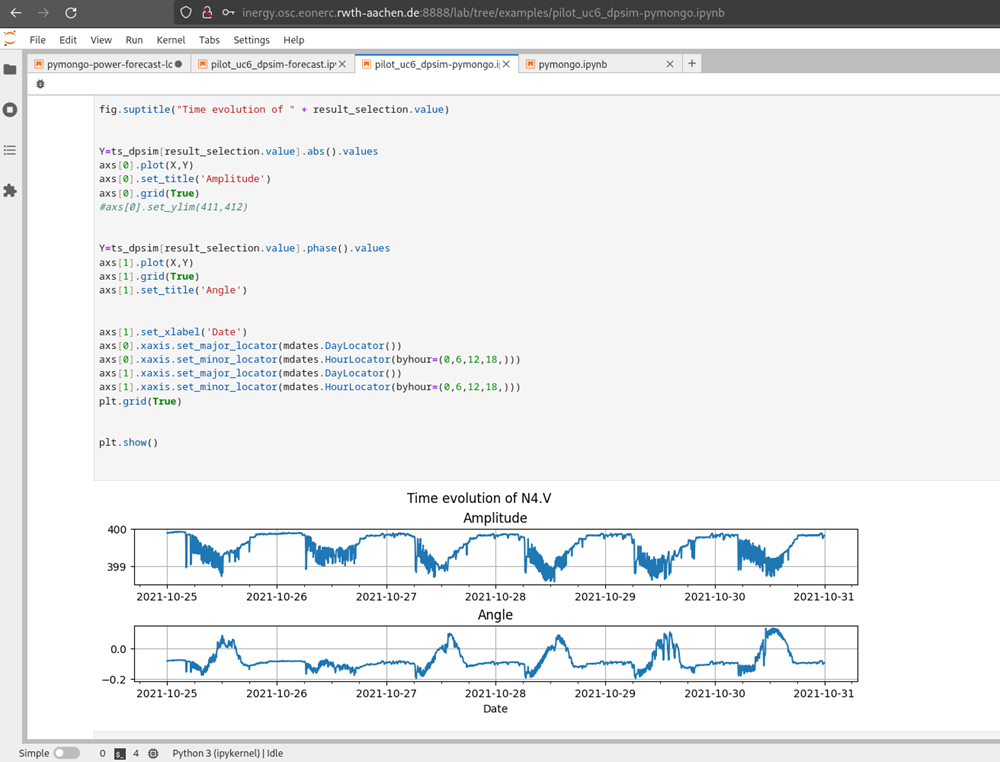 inergy.osc.eonerc.rwth-aachen.de:8888/lab/tree/examples/pilot_uc6_dpsim-pymongo.ipynb
File Edit View Run Kernel Tabs Settings Help
pymongo-power-forecast-lc pilot_uc6_dpsim-forecast.ip pilot_uc6_dpsim-pymongo.i pymongo.ipynb
fig.suptitle("Time evolution of " + result_selection.value)
Y=ts_dpsim[result_selection.value].abs().values
axs[0].plot(X,Y)
axs[0].set_title('Amplitude')
axs[0].grid(True)
#axs[0].set_ylim(411,412)
Y=ts_dpsim[result_selection.value].phase().values
axs[1].plot(X,Y)
axs[1].grid(True)
axs[1].set_title('Angle')
axs[1].set_xlabel('Date')
axs[0].xaxis.set_major_locator(mdates.DayLocator())
axs[0].xaxis.set_minor_locator(mdates.HourLocator(byhour=(0,6,12,18,)))
axs[1].xaxis.set_major_locator(mdates.DayLocator())
axs[1].xaxis.set_minor_locator(mdates.HourLocator(byhour=(0,6,12,18,)))
plt.grid(True)
plt.show()
Time evolution of N4.V
Amplitude
400
399
2021-10-25 2021-10-26 2021-10-27 2021-10-28 2021-10-29 2021-10-30 2021-10-31
Angle
0.0
−0.2
2021-10-25 2021-10-26 2021-10-27 2021-10-28 2021-10-29 2021-10-30 2021-10-31
Date
Simple 0 $_ 4 Python 3 (ipykernel) | Idle